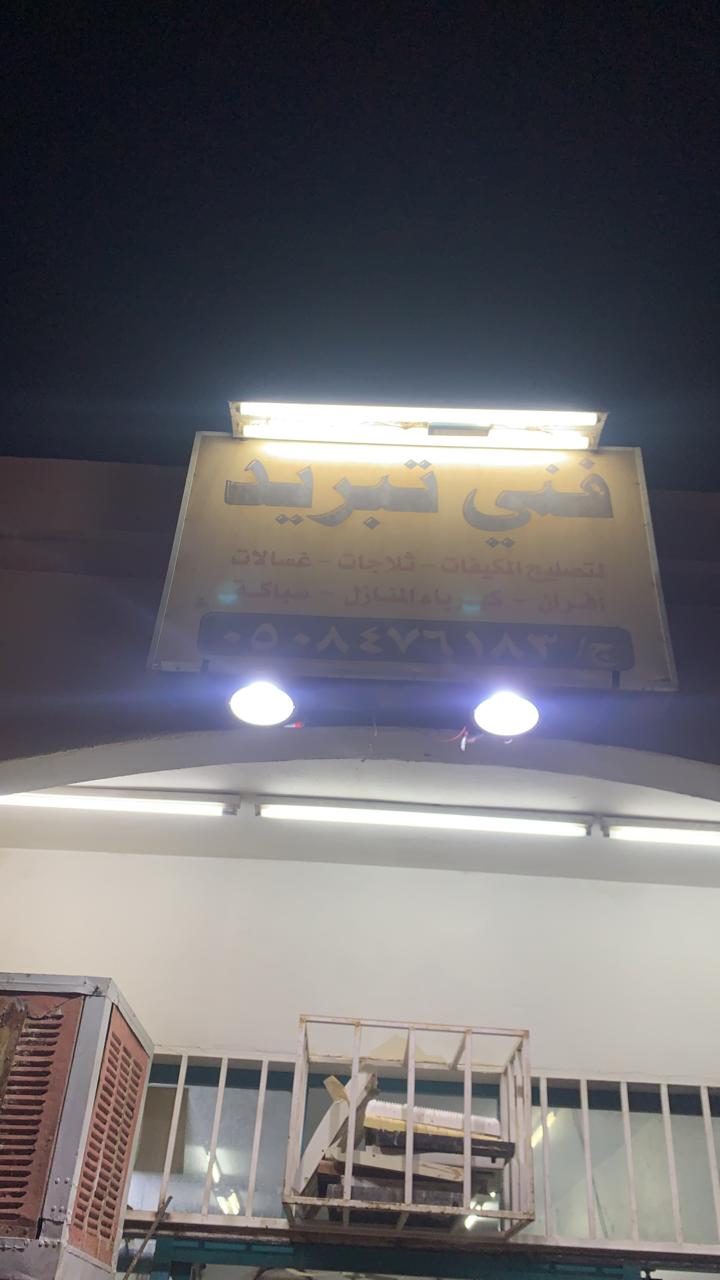 فني تبريد
لتصليح المكيفات - ثلاجات - غسالات
أفران - كهرباء المنازل - سباكة
ج/ ٠٥٠٨٤٧٦١٨٣